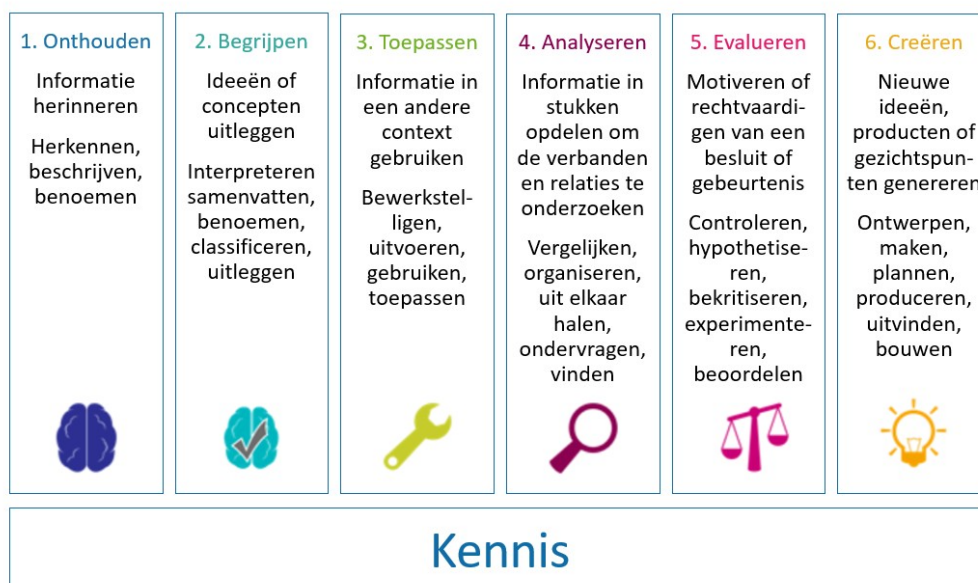 1. Onthouden
Informatie
herinneren
Herkennen,
beschrijven,
benoemen
2. Begrijpen
Ideeën of
concepten
uitleggen
Interpreteren
samenvatten,
benoemen,
classificeren,
uitleggen
3. Toepassen
Informatie in
een andere
context
gebruiken
Bewerkstel-
ligen,
uitvoeren,
gebruiken,
toepassen
4. Analyseren
Informatie in
stukken
opdelen om
de verbanden
en relaties te
onderzoeken
Vergelijken,
organiseren,
uit elkaar
halen,
ondervragen,
vinden
5. Evalueren
Motiveren of
rechtvaardi-
gen van een
besluit of
gebeurtenis
Controleren,
hypothetise-
ren,
bekritiseren,
experimente-
ren,
beoordelen
6. Creëren
Nieuwe
ideeën,
producten of
gezichtspun-
ten genereren
Ontwerpen,
maken,
plannen,
produceren,
uitvinden,
bouwen
Kennis